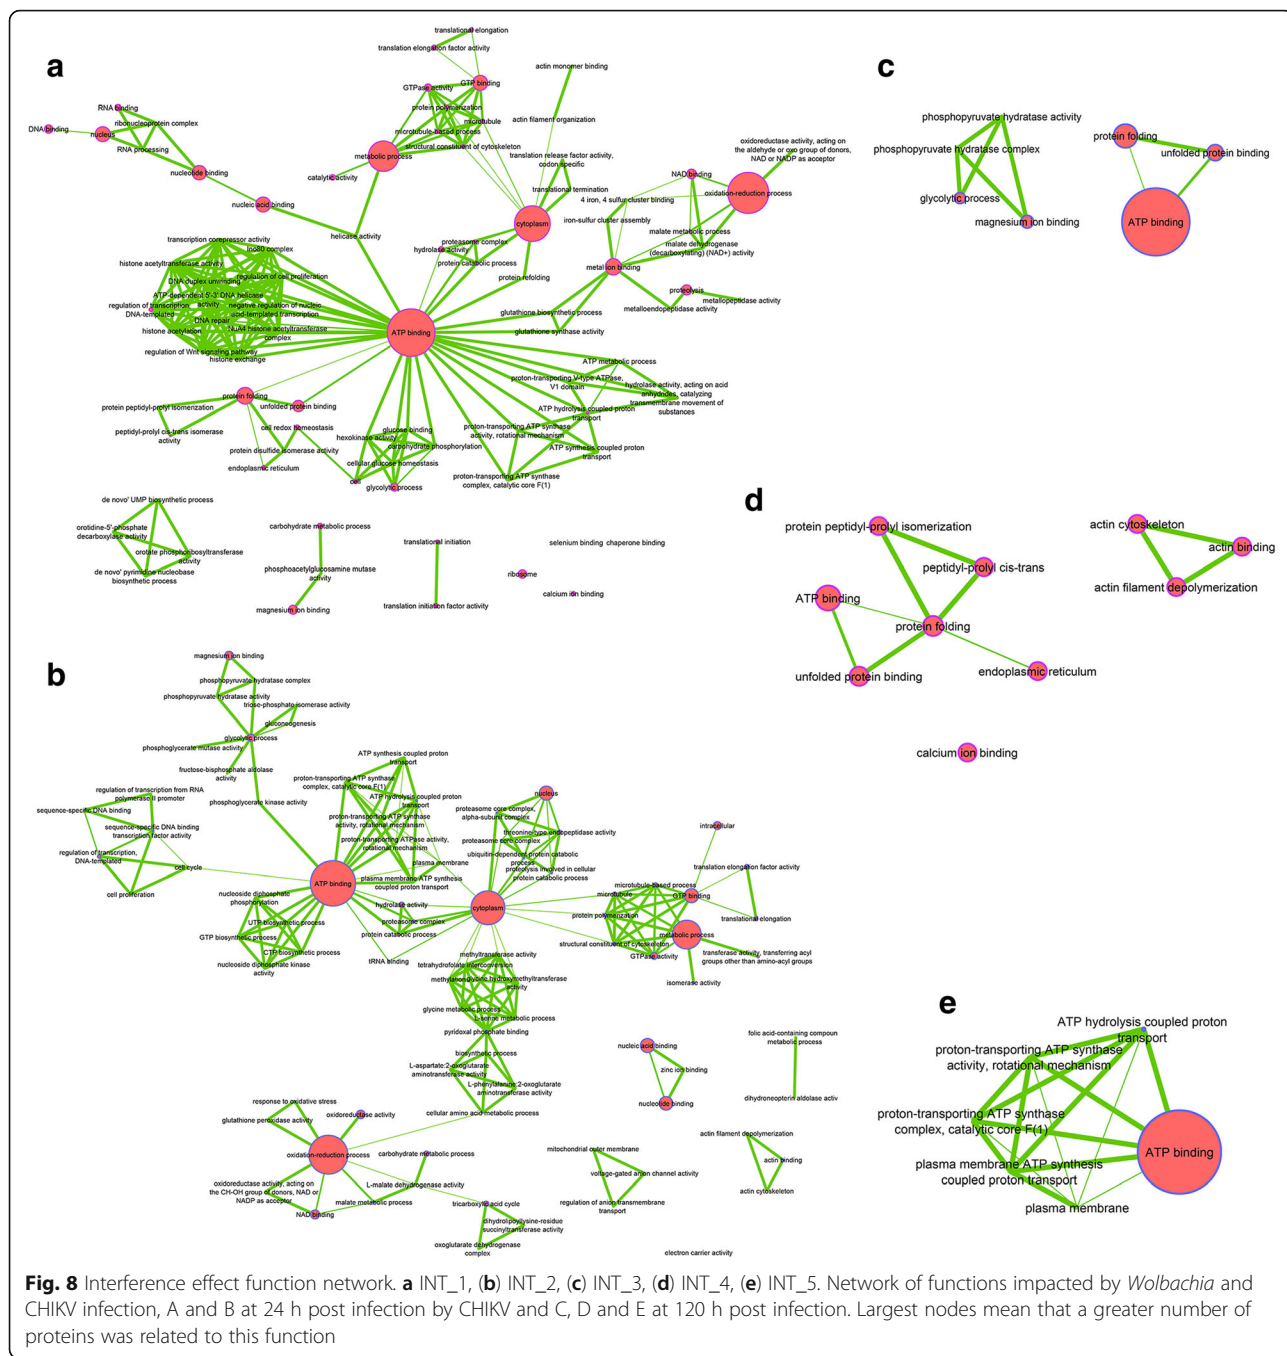 a
translational elongation
translation elongation factor activity
actin monomer binding
GTPase activity
GTP binding
protein polymerization
microtubule
microtubule-based process
structural constituent of cytoskeleton
actin filament organization
RNA binding
DNA binding
nucleus
ribonucleoprotein complex
RNA processing
nucleotide binding
nucleic acid binding
metabolic process
catalytic activity
helicase activity
translation release factor activity,
codon specific
translational termination
cytoplasm
oxidoreductase activity, acting on
the aldehyde or oxo group of donors,
NAD or NADP as acceptor
NAD binding
oxidation-reduction process
4 iron, 4 sulfur cluster binding
iron-sulfur cluster assembly
malate metabolic process
malate dehydrogenase
(decarboxylating) (NAD+) activity
metal ion binding
proteolysis
metallopeptidase activity
metalloendopeptidase activity
proteasome complex
hydrolase activity
protein catabolic process
protein refolding
glutathione biosynthetic process
glutathione synthase activity
transcription corepressor activity
Ino80 complex
histone acetyltransferase activity
regulation of cell proliferation
DNA duplex unwinding
ATP-dependent 5'-3' DNA helicase
activity
regulation of transcription,
DNA-templated
negative regulation of nucleic
acid-templated transcription
DNA repair
histone acetylation
NuA4 histone acetyltransferase
complex
regulation of Wnt signaling pathway
histone exchange
ATP binding
protein folding
unfolded protein binding
protein peptidyl-prolyl isomerization
peptidyl-prolyl cis-trans isomerase
activity
cell redox homeostasis
protein disulfide isomerase activity
endoplasmic reticulum
glucose binding
hexokinase activity
carbohydrate phosphorylation
cellular glucose homeostasis
cell
glycolytic process
ATP metabolic process
proton-transporting V-type ATPase,
V1 domain
hydrolase activity, acting on acid
anhydrides, catalyzing
transmembrane movement of
substances
ATP hydrolysis coupled proton
transport
proton-transporting ATP synthase
activity, rotational mechanism
ATP synthesis coupled proton
transport
proton-transporting ATP synthase
complex, catalytic core F(1)
de novo' UMP biosynthetic process
orotidine-5'-phosphate
decarboxylase activity
orotate phosphoribosyltransferase
activity
de novo' pyrimidine nucleobase
biosynthetic process
carbohydrate metabolic process
phosphoacetylglucosamine mutase
activity
magnesium ion binding
translational initiation
translation initiation factor activity
selenium binding
chaperone binding
ribosome
calcium ion binding
b
magnesium ion binding
phosphopyruvate hydratase complex
phosphopyruvate hydratase activity
triose-phosphate isomerase activity
gluconeogenesis
glycolytic process
phosphoglycerate mutase activity
fructose-bisphosphate aldolase
activity
phosphoglycerate kinase activity
regulation of transcription from RNA
polymerase II promoter
sequence-specific DNA binding
sequence-specific DNA binding
transcription factor activity
regulation of transcription,
DNA-templated
cell cycle
cell proliferation
ATP synthesis coupled proton
transport
proton-transporting ATP synthase
complex, catalytic core F(1)
ATP hydrolysis coupled proton
transport
proton-transporting ATP synthase
activity, rotational mechanism
proton-transporting ATPase activity,
rotational mechanism
plasma membrane
plasma membrane ATP synthesis
coupled proton transport
ATP binding
nucleoside diphosphate
phosphorylation
UTP biosynthetic process
GTP biosynthetic process
CTP biosynthetic process
nucleoside diphosphate kinase
activity
hydrolase activity
proteasome complex
protein catabolic process
tRNA binding
cytoplasm
nucleus
proteasome core complex,
alpha-subunit complex
threonine-type endopeptidase activity
proteasome core complex
ubiquitin-dependent protein catabolic
process
proteolysis involved in cellular
protein catabolic process
intracellular
translation elongation factor activity
microtubule-based process
microtubule
GTP binding
protein polymerization
translational elongation
metabolic process
structural constituent of cytoskeleton
GTPase activity
transferase activity, transferring acyl
groups other than amino-acyl groups
isomerase activity
methyltransferase activity
tetrahydrofolate interconversion
methylation
glycine hydroxymethyltransferase
activity
glycine metabolic process
L-serine metabolic process
pyridoxal phosphate binding
biosynthetic process
L-aspartate:2-oxoglutarate
aminotransferase activity
L-phenylalanine:2-oxoglutarate
aminotransferase activity
cellular amino acid metabolic process
response to oxidative stress
glutathione peroxidase activity
oxidoreductase activity
oxidation-reduction process
carbohydrate metabolic process
oxidoreductase activity, acting on
the CH-OH group of donors, NAD or
NADP as acceptor
L-malate dehydrogenase activity
malate metabolic process
NAD binding
tricarboxylic acid cycle
dihydrolipoyllysine-residue
succinyltransferase activity
oxoglutarate dehydrogenase
complex
nucleic acid binding
zinc ion binding
nucleotide binding
folic acid-containing compoun
metabolic process
dihydroneopterin aldolase activ
mitochondrial outer membrane
voltage-gated anion channel activity
regulation of anion transmembrane
transport
actin filament depolymerization
actin binding
actin cytoskeleton
electron carrier activity
c
phosphopyruvate hydratase activity
phosphopyruvate hydratase complex
glycolytic process
magnesium ion binding
protein folding
unfolded protein binding
ATP binding
d
protein peptidyl-prolyl isomerization
peptidyl-prolyl cis-trans
ATP binding
protein folding
unfolded protein binding
endoplasmic reticulum
actin cytoskeleton
actin binding
actin filament depolymerization
calcium ion binding
e
ATP hydrolysis coupled proton
transport
proton-transporting ATP synthase
activity, rotational mechanism
proton-transporting ATP synthase
complex, catalytic core F(1)
ATP binding
plasma membrane ATP synthesis
coupled proton transport
plasma membrane
Fig. 8 Interference effect function network. a INT_1, (b) INT_2, (c) INT_3, (d) INT_4, (e) INT_5. Network of functions impacted by Wolbachia and
CHIKV infection, A and B at 24 h post infection by CHIKV and C, D and E at 120 h post infection. Largest nodes mean that a greater number of
proteins was related to this function